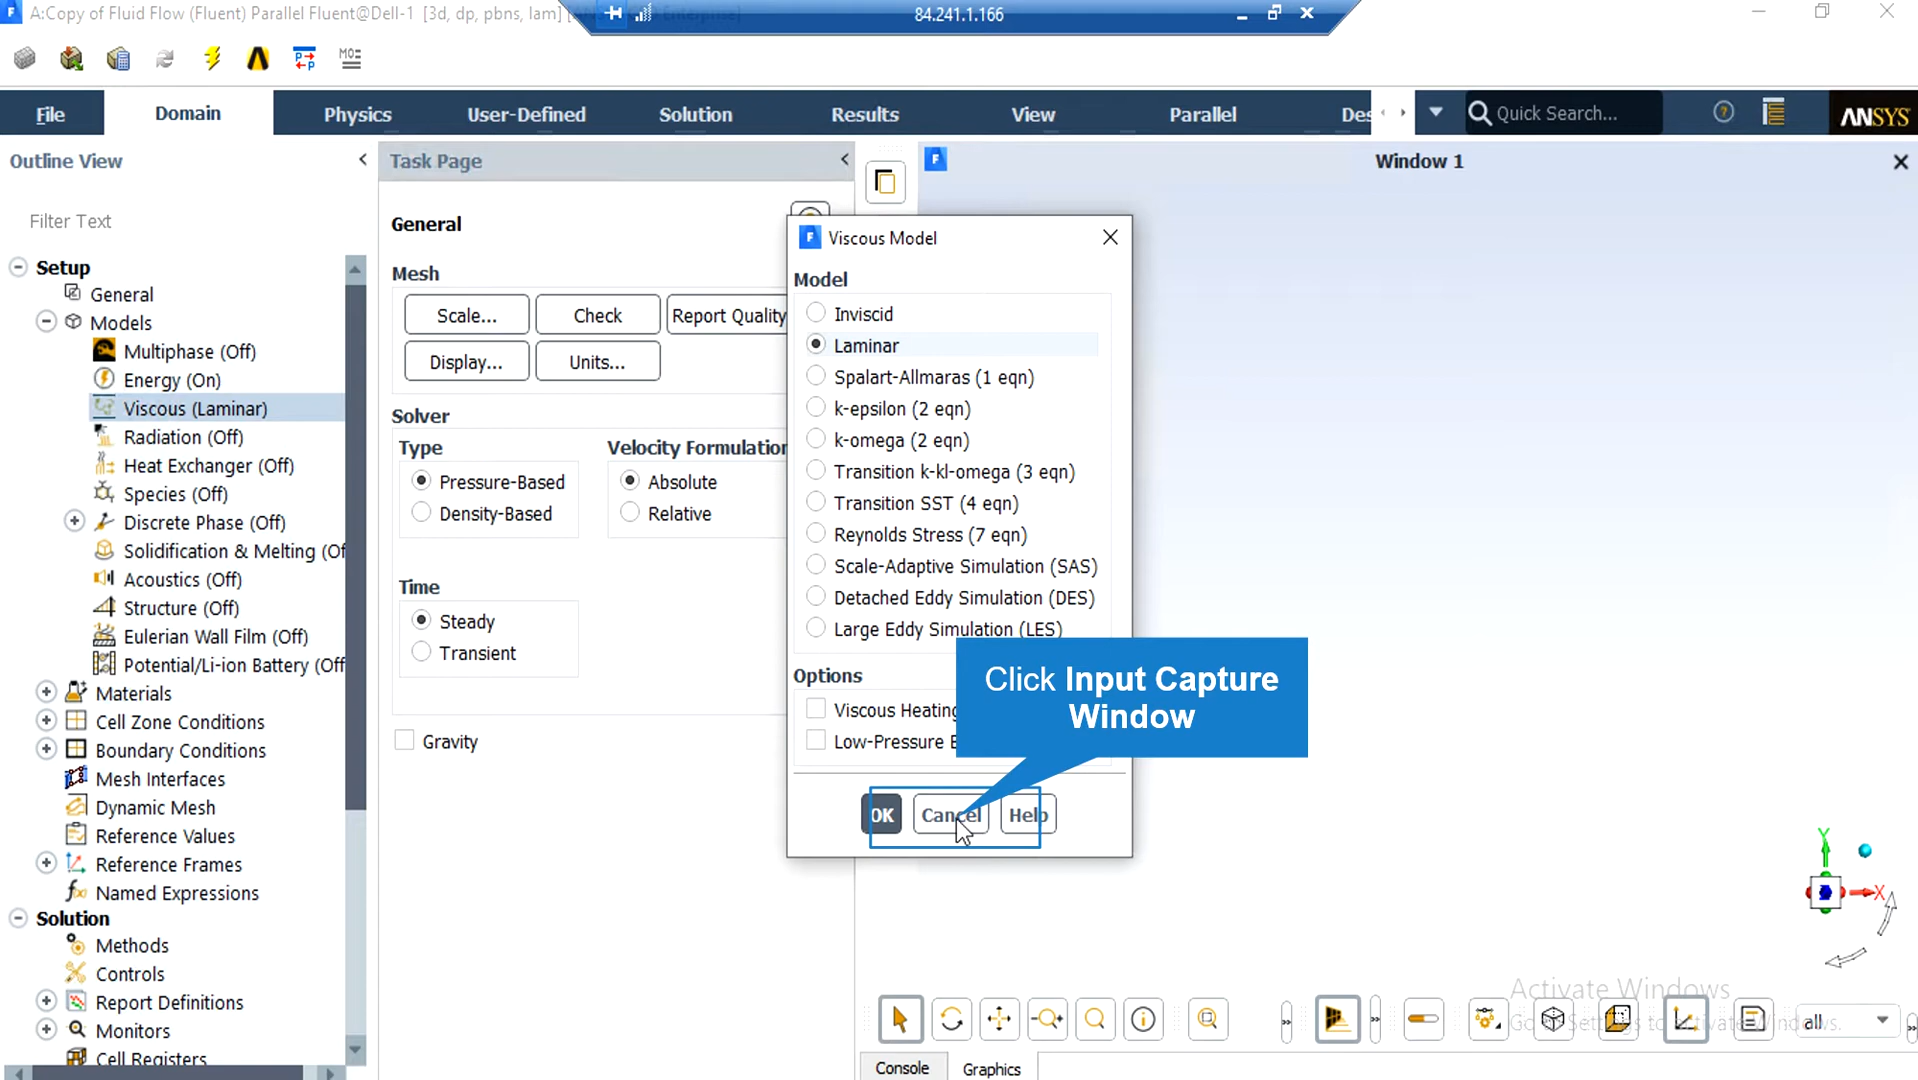 A:Copy of Fluid Flow (Fluent) Parallel Fluent@Dell-1 [3d, dp, pbns, lam]
84.241.1.166
File
Domain
Physics
User-Defined
Solution
Results
View
Parallel
Des
Quick Search...
ANSYS
Outline View
Filter Text
Setup
General
Models
Multiphase (Off)
Energy (On)
Viscous (Laminar)
Radiation (Off)
Heat Exchanger (Off)
Species (Off)
Discrete Phase (Off)
Solidification & Melting (Of
Acoustics (Off)
Structure (Off)
Eulerian Wall Film (Off)
Potential/Li-ion Battery (Off
Materials
Cell Zone Conditions
Boundary Conditions
Mesh Interfaces
Dynamic Mesh
Reference Values
Reference Frames
Named Expressions
Solution
Methods
Controls
Report Definitions
Monitors
Cell Registers
Task Page
General
Mesh
Scale...
Check
Report Quality
Display...
Units...
Solver
Type
Velocity Formulation
Pressure-Based
Absolute
Density-Based
Relative
Time
Steady
Transient
Gravity
Window 1
Viscous Model
Model
Inviscid
Laminar
Spalart-Allmaras (1 eqn)
k-epsilon (2 eqn)
k-omega (2 eqn)
Transition k-kl-omega (3 eqn)
Transition SST (4 eqn)
Reynolds Stress (7 eqn)
Scale-Adaptive Simulation (SAS)
Detached Eddy Simulation (DES)
Large Eddy Simulation (LES)
Options
Viscous Heating
Low-Pressure
OK
Cancel
Help
Click Input Capture
Window
Y
X
Activate Windows
Go to Settings to activate Windows.
all
Console
Graphics